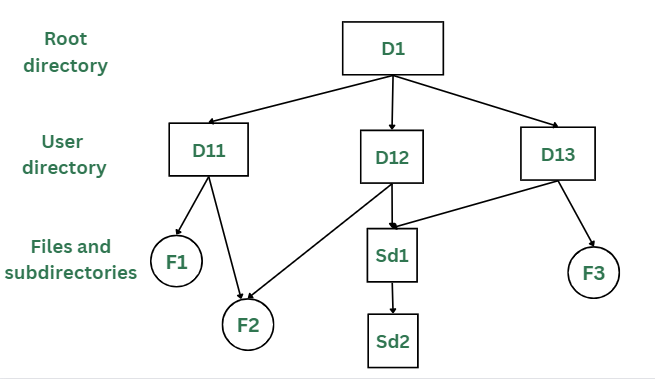 Root
directory
D1
User
directory
D11
D12
D13
Files and
subdirectories
F1
Sd1
F3
F2
Sd2